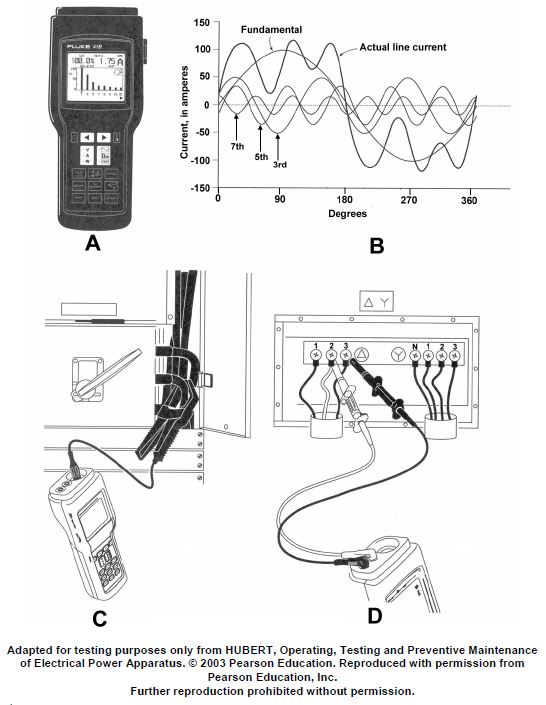 FLUKE 41B
100.0% 1.75 A
A
Current, in amperes
150
100
50
0
-50
-100
-150
Fundamental
Actual line current
7th
5th
3rd
0 90 180 270 360
Degrees
B
C
1 2 3 N 1 2 3
D
Adapted for testing purposes only from HUBERT, Operating, Testing and Preventive Maintenance
of Electrical Power Apparatus. © 2003 Pearson Education. Reproduced with permission from
Pearson Education, Inc.
Further reproduction prohibited without permission.